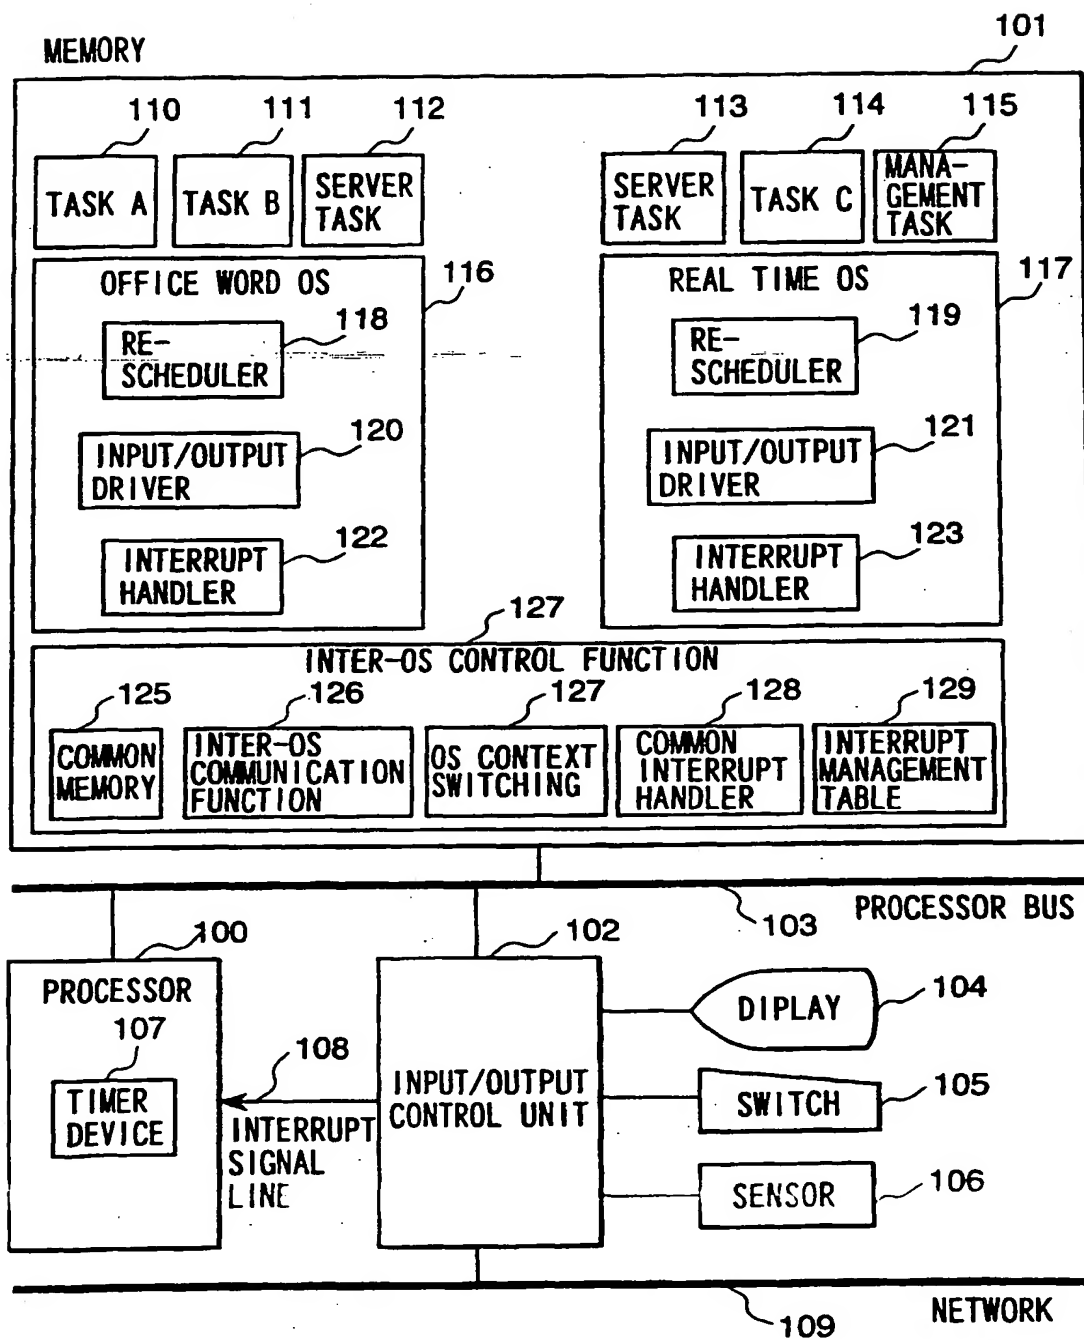 101
MEMORY
110
111
112
113
114
115
TASK A
TASK B
SERVER
TASK
SERVER
TASK
TASK C
MANA-
GEMENT
TASK
OFFICE WORD OS
116
REAL TIME OS
117
118
RE-
SCHEDULER
119
RE-
SCHEDULER
120
INPUT/OUTPUT
DRIVER
121
INPUT/OUTPUT
DRIVER
122
INTERRUPT
HANDLER
123
INTERRUPT
HANDLER
127
INTER-OS CONTROL FUNCTION
125
126
127
128
129
COMMON
MEMORY
INTER-OS
COMMUNICATION
FUNCTION
OS CONTEXT
SWITCHING
COMMON
INTERRUPT
HANDLER
INTERRUPT
MANAGEMENT
TABLE
103
PROCESSOR BUS
100
102
PROCESSOR
107
TIMER
DEVICE
108
INTERRUPT
SIGNAL
LINE
INPUT/OUTPUT
CONTROL UNIT
DIPLAY
104
SWITCH
105
SENSOR
106
109
NETWORK